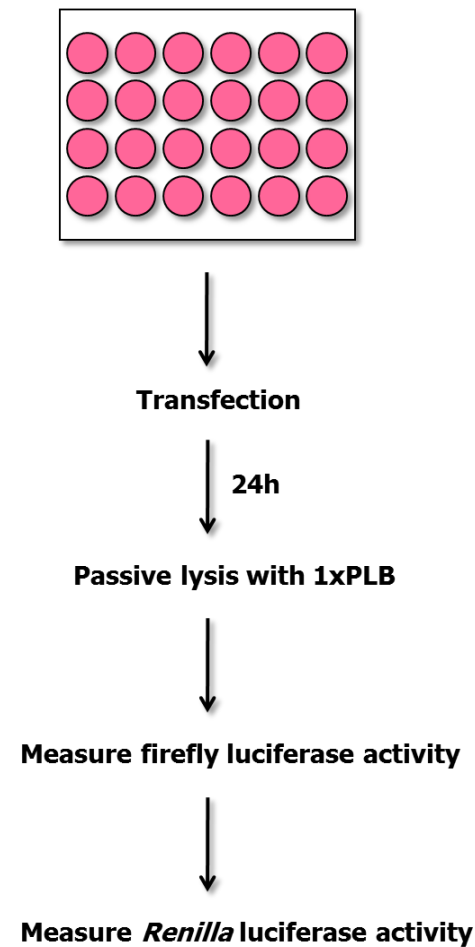 Transfection
24h
Passive lysis with 1xPLB
Measure firefly luciferase activity
Measure Renilla luciferase activity